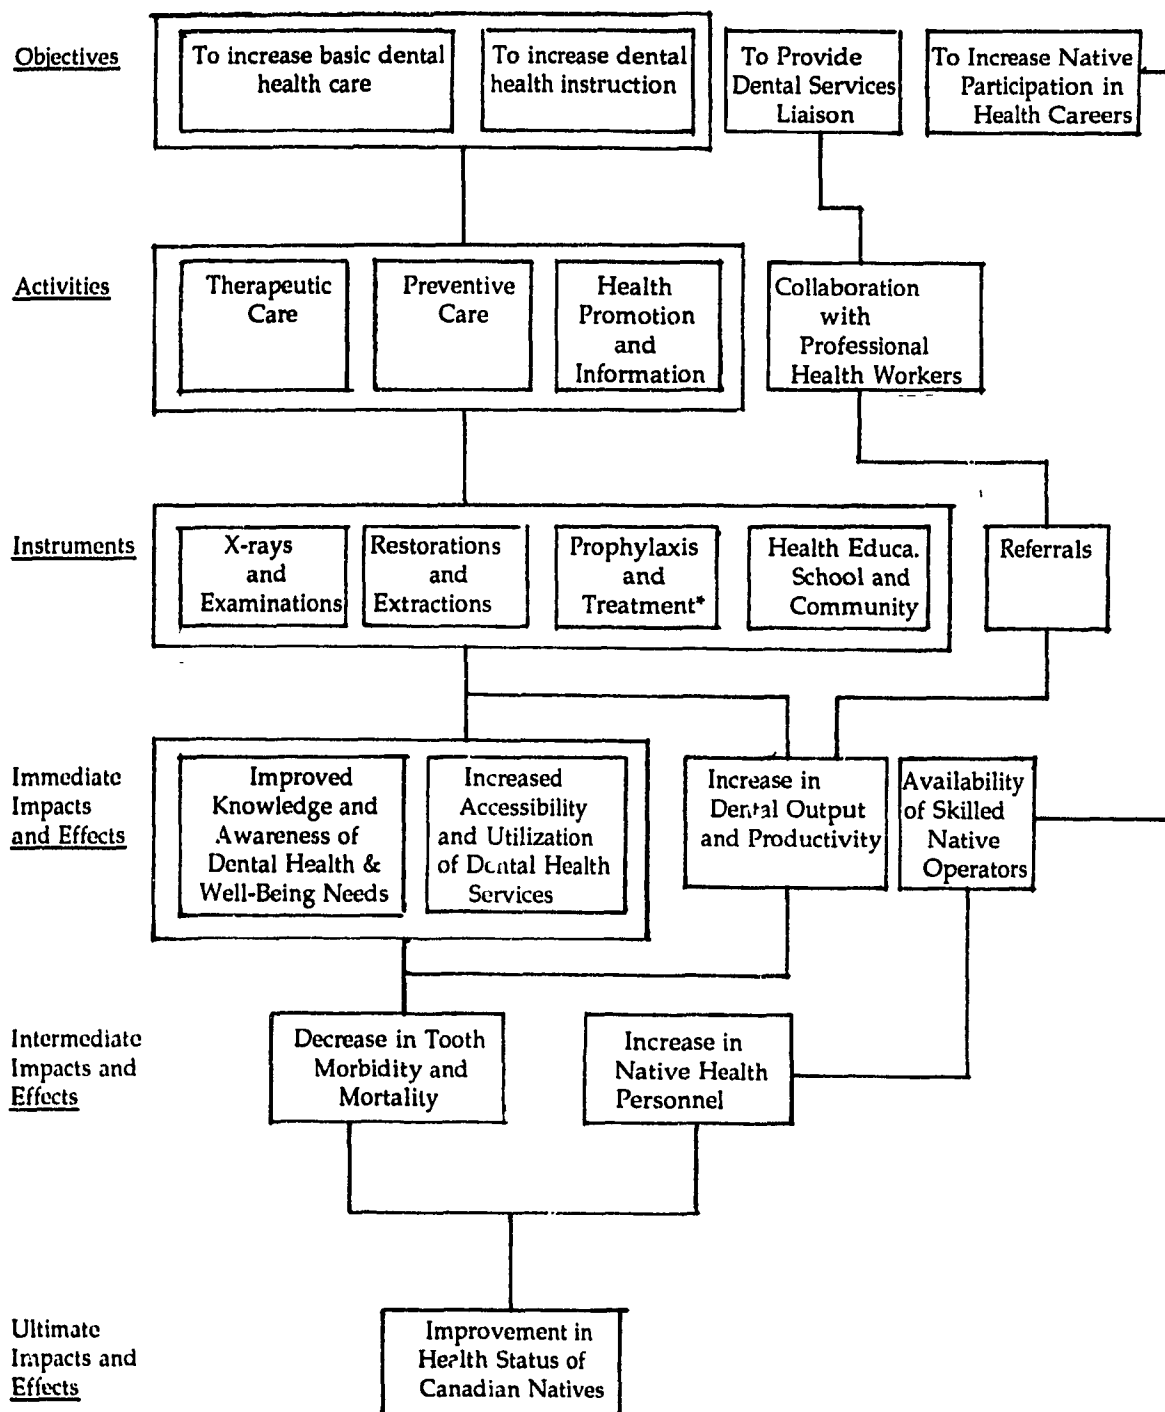 Objectives
To increase basic dental
health care
To increase dental
health instruction
To Provide
Dental Services
Liaison
To Increase Native
Participation in
Health Careers
Activities
Therapeutic
Care
Preventive
Care
Health
Promotion
and
Information
Collaboration
with
Professional
Health Workers
Instruments
X-rays
and
Examinations
Restorations
and
Extractions
Prophylaxis
and
Treatment*
Health Educa.
School and
Community
Referrals
Immediate
Impacts
and Effects
Improved
Knowledge and
Awareness of
Dental Health &
Well-Being Needs
Increased
Accessibility
and Utilization
of Dental Health
Services
Increase in
Dental Output
and Productivity
Availability
of Skilled
Native
Operators
Intermediate
Impacts and
Effects
Decrease in Tooth
Morbidity and
Mortality
Increase in
Native Health
Personnel
Ultimate
Impacts and
Effects
Improvement in
Health Status of
Canadian Natives